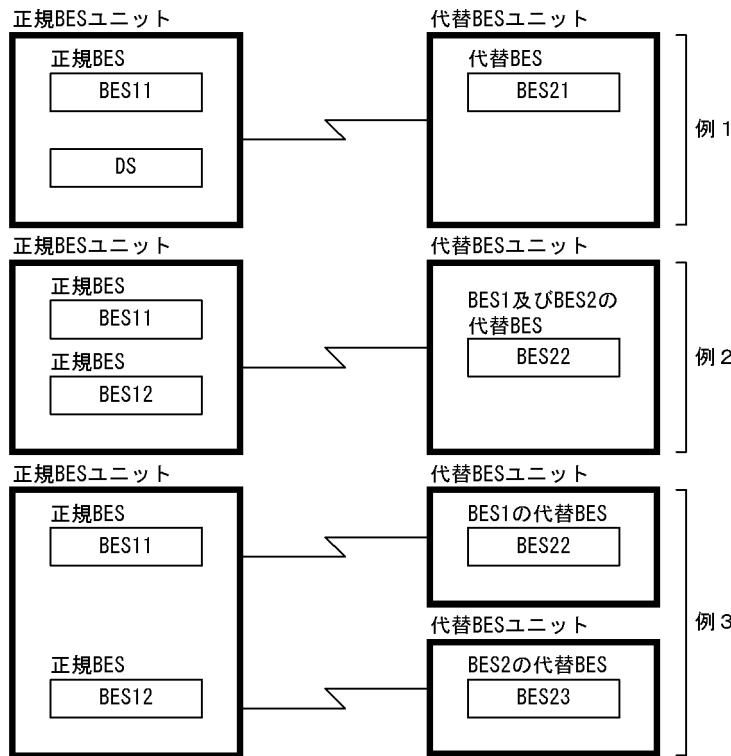 正規BESユニット
代替BESユニット
正規BES
BES11
DS
代替BES
BES21
例1
正規BESユニット
代替BESユニット
正規BES
BES11
正規BES
BES12
BES1及びBES2の
代替BES
BES22
例2
正規BESユニット
代替BESユニット
正規BES
BES11
BES1の代替BES
BES22
代替BESユニット
正規BES
BES12
BES2の代替BES
BES23
例3